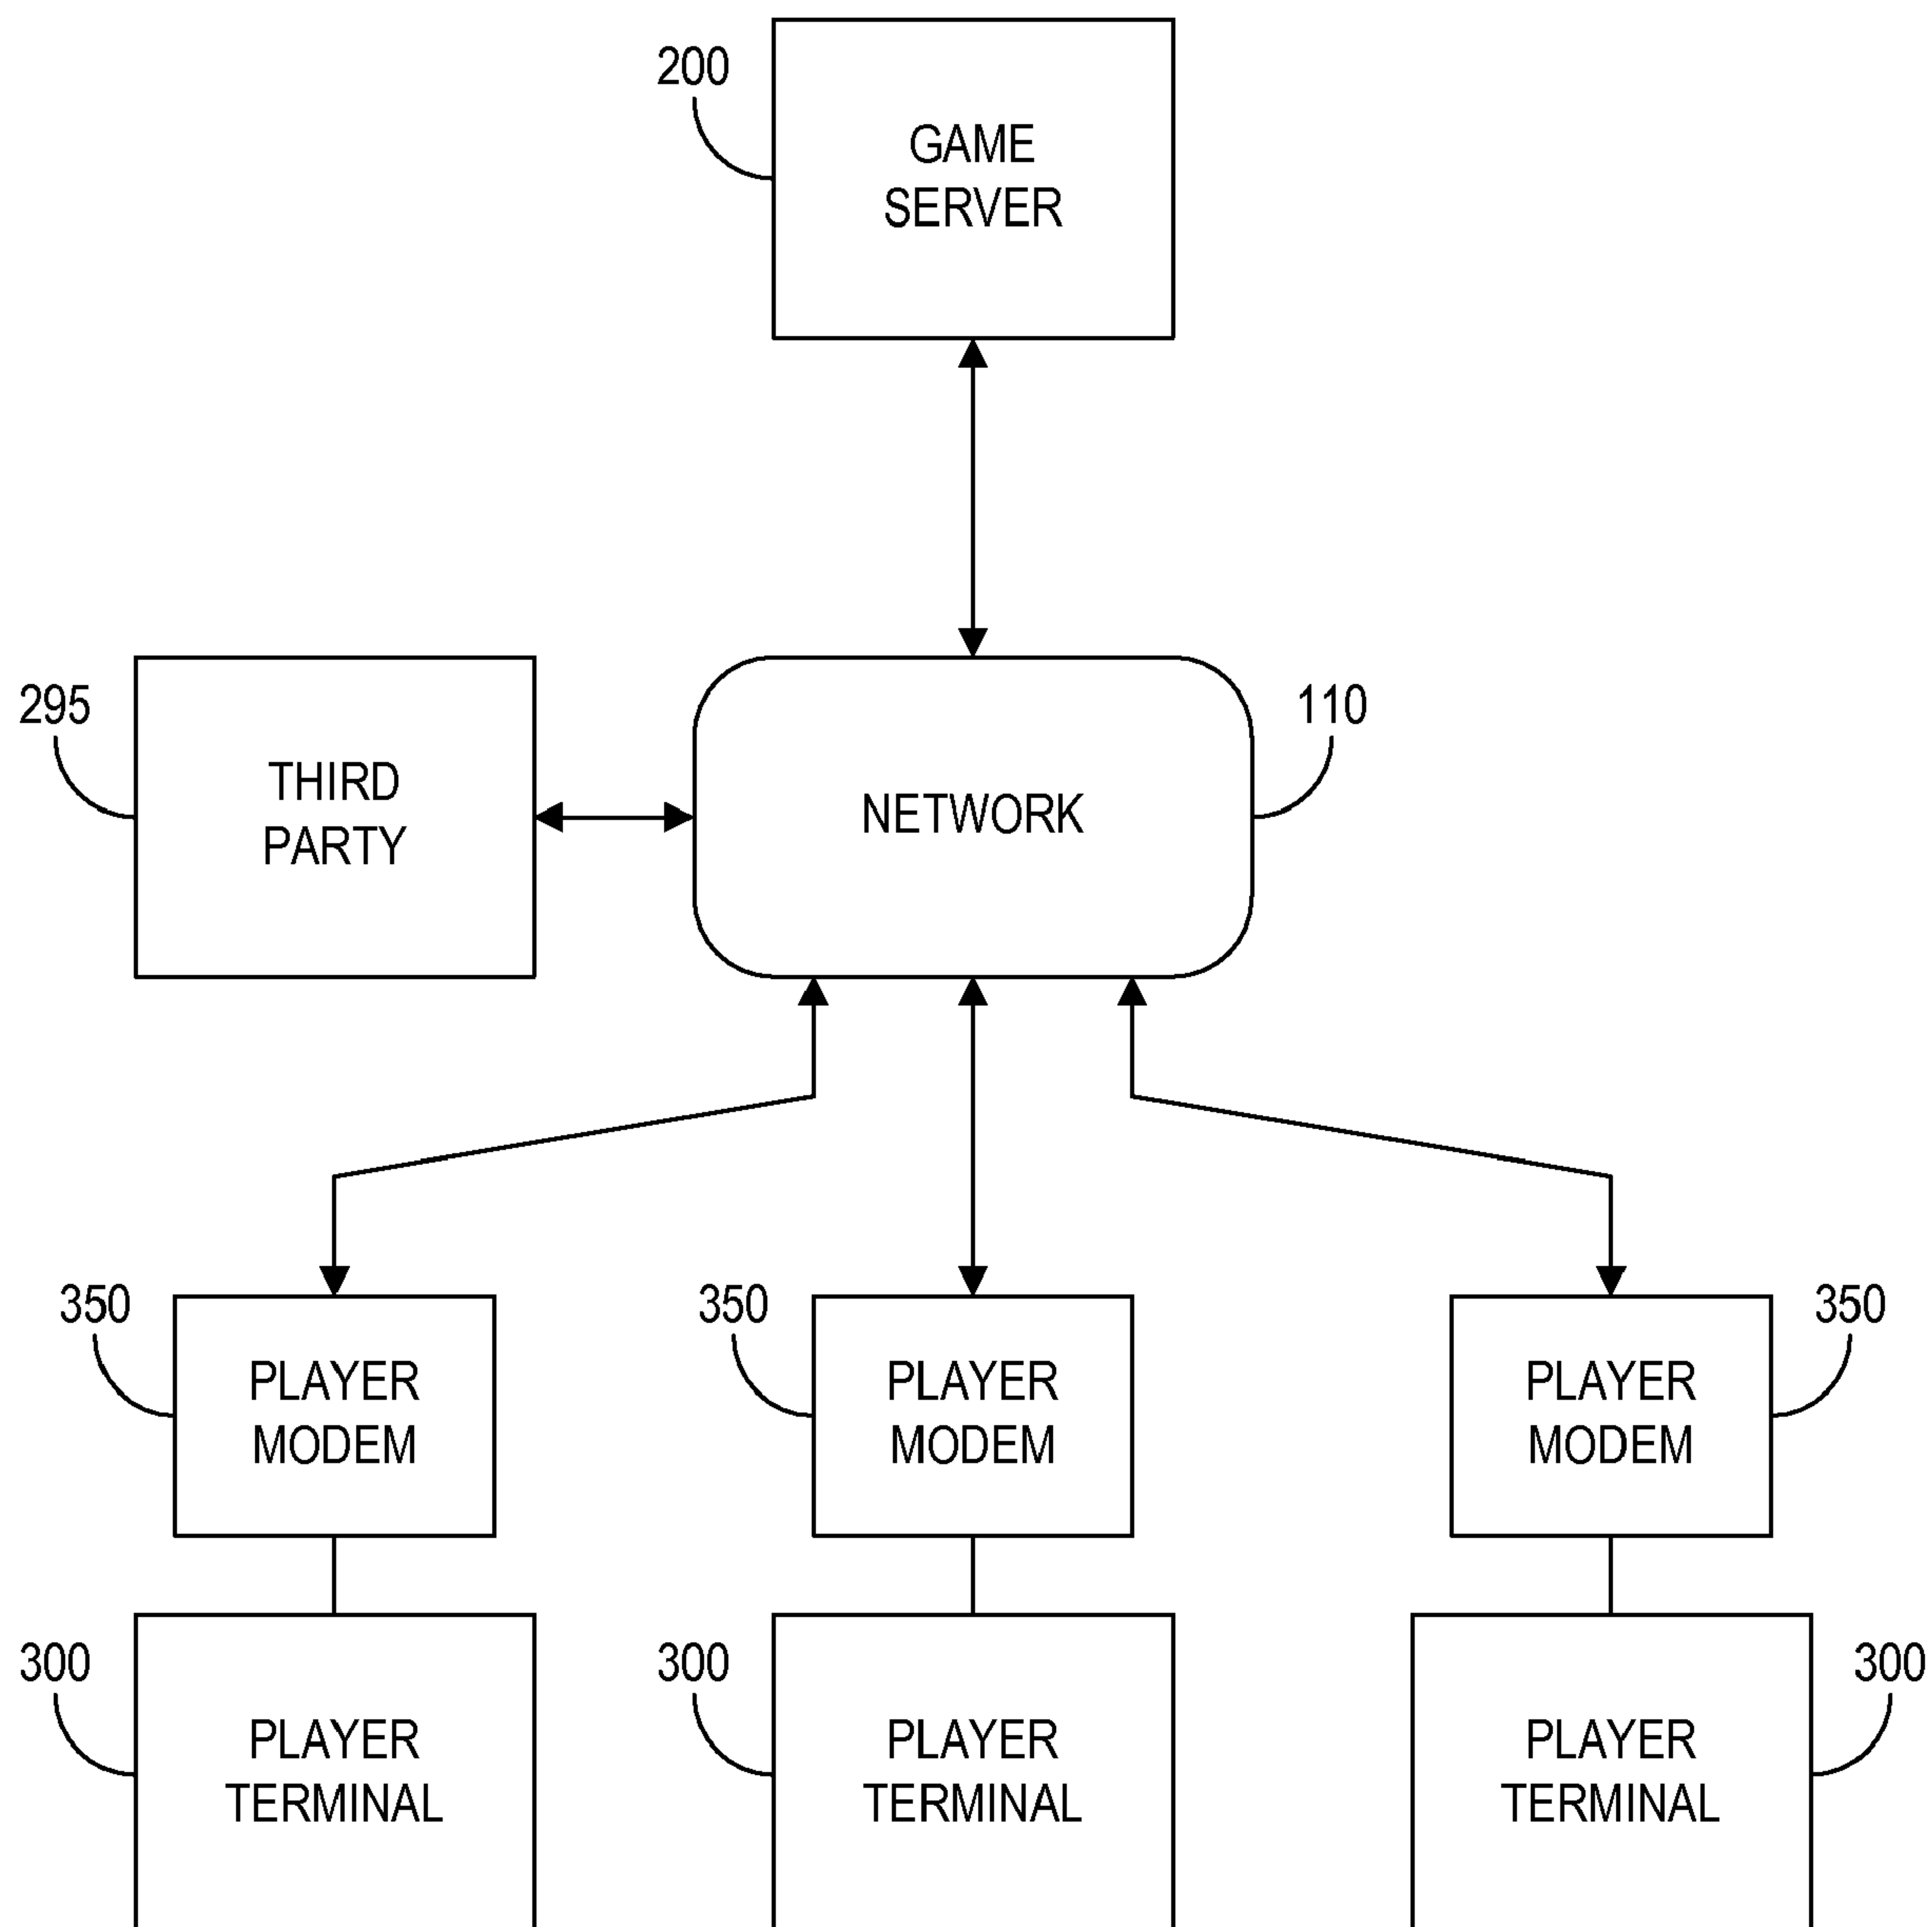 200
GAME
SERVER
295
THIRD
PARTY
NETWORK
110
350
PLAYER
MODEM
350
PLAYER
MODEM
PLAYER
MODEM
350
300
PLAYER
TERMINAL
300
PLAYER
TERMINAL
PLAYER
TERMINAL
300